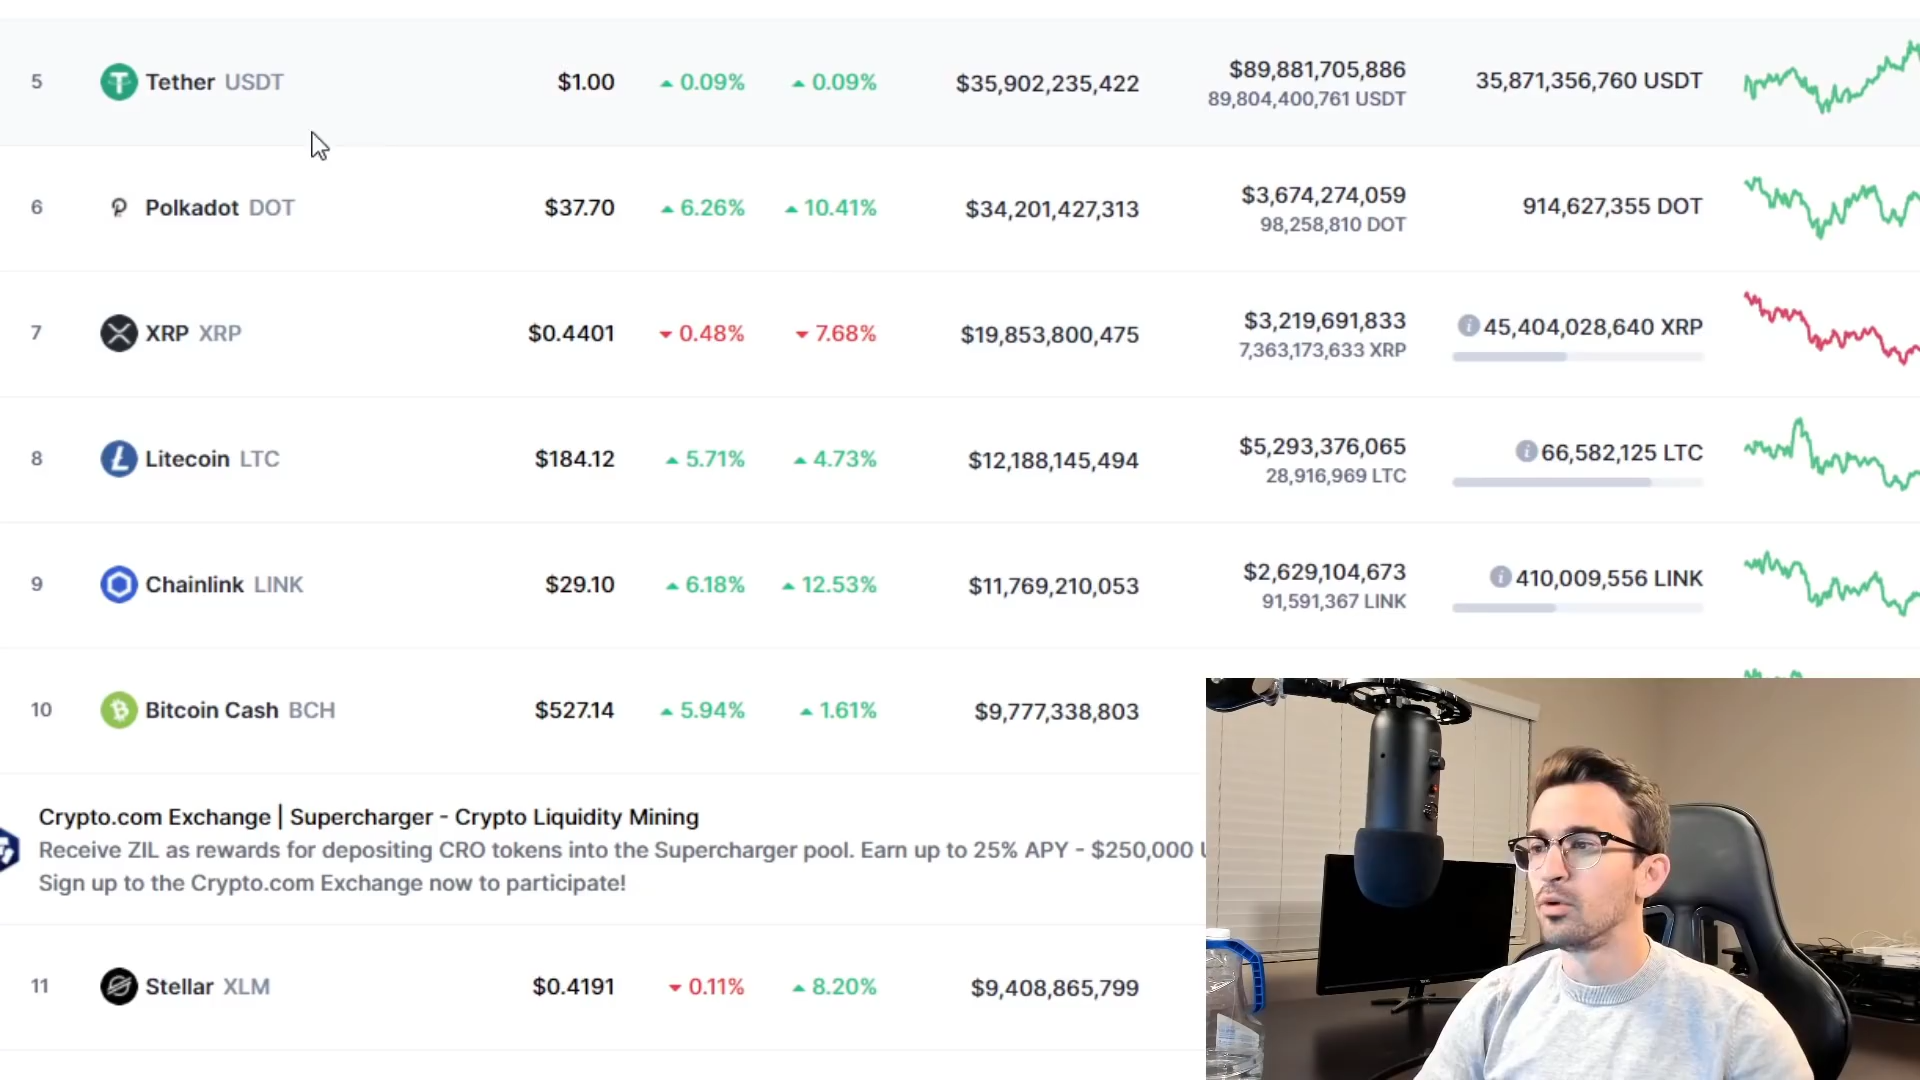 5 Tether USDT $1.00 0.09% 0.09% $35,902,235,422 $89,881,705,886 35,871,356,760 USDT
89,804,400,761 USDT
6 Polkadot DOT $37.70 6.26% 10.41% $34,201,427,313 $3,674,274,059 914,627,355 DOT
98,258,810 DOT
7 XRP XRP $0.4401 0.48% 7.68% $19,853,800,475 $3,219,691,833 45,404,028,640 XRP
7,363,173,633 XRP
8 Litecoin LTC $184.12 5.71% 4.73% $12,188,145,494 $5,293,376,065 66,582,125 LTC
28,916,969 LTC
9 Chainlink LINK $29.10 6.18% 12.53% $11,769,210,053 $2,629,104,673 410,009,556 LINK
91,591,367 LINK
10 Bitcoin Cash BCH $527.14 5.94% 1.61% $9,777,338,803
Crypto.com Exchange | Supercharger - Crypto Liquidity Mining
Receive ZIL as rewards for depositing CRO tokens into the Supercharger pool. Earn up to 25% APY - $250,000
Sign up to the Crypto.com Exchange now to participate!
11 Stellar XLM $0.4191 0.11% 8.20% $9,408,865,799